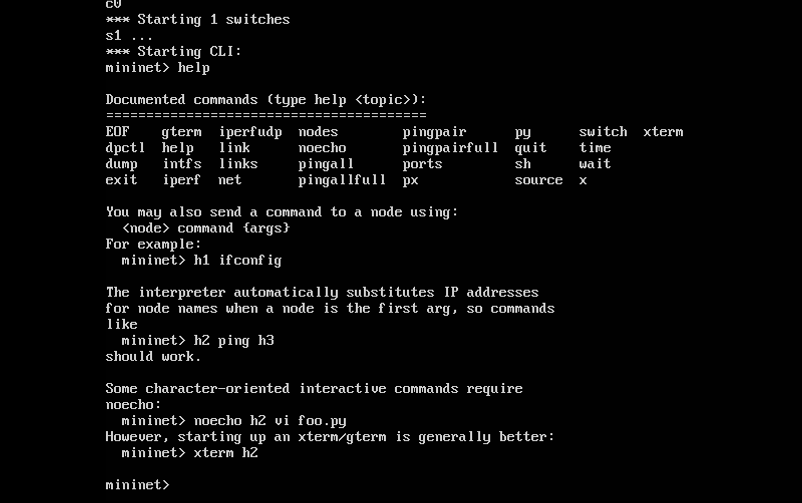 c0
*** Starting 1 switches
s1 ...
*** Starting CLI:
mininet> help
Documented commands (type help <topic>):
========================================
EOF    gterm  iperfudp  nodes        pingpair      py      switch  xterm
dpctl  help   link      noecho       pingpairfull  quit    time
dump   intfs  links     pingall      ports         sh      wait
exit   iperf  net       pingallfull  px            source  x
You may also send a command to a node using:
  <node> command {args}
For example:
  mininet> h1 ifconfig
The interpreter automatically substitutes IP addresses
for node names when a node is the first arg, so commands
like
  mininet> h2 ping h3
should work.
Some character-oriented interactive commands require
noecho:
  mininet> noecho h2 vi foo.py
However, starting up an xterm/gterm is generally better:
  mininet> xterm h2
mininet>